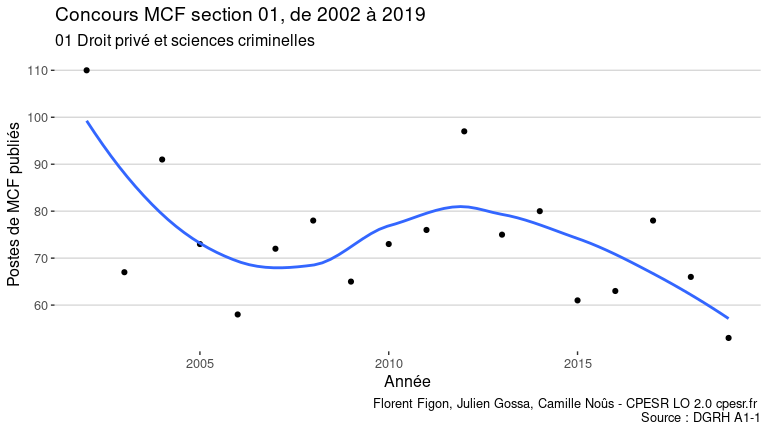 Concours MCF section 01, de 2002 à 2019
01 Droit privé et sciences criminelles
110
100
90
80
70
60
Postes de MCF publiés
2005
2010
2015
Année
Florent Figon, Julien Gossa, Camille Noûs - CPESR LO 2.0 cpesr.fr
Source : DGRH A1-1